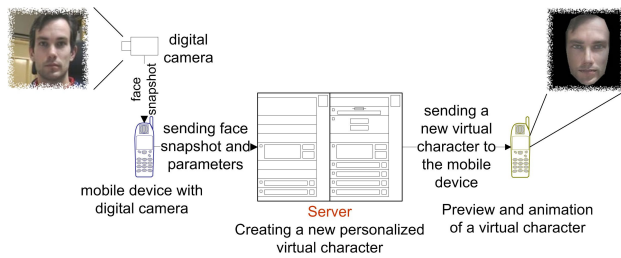 digital
camera
face
snapshot
sending face
snapshot and
parameters
mobile device with
digital camera
Server
Creating a new personalized
virtual character
sending a
new virtual
character to
the mobile
device
Preview and animation
of a virtual character